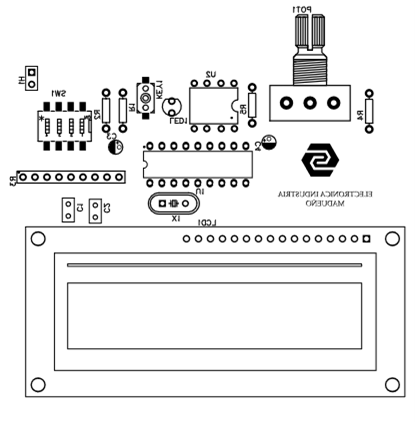 POT1
H1
SW1
R2
R1
KEY1
U2
LED1
R5
R4
C3
C4
R3
U1
C1
C2
X1
ELECTRONICA INDUSTRIA
MADUEÑO
LCD1